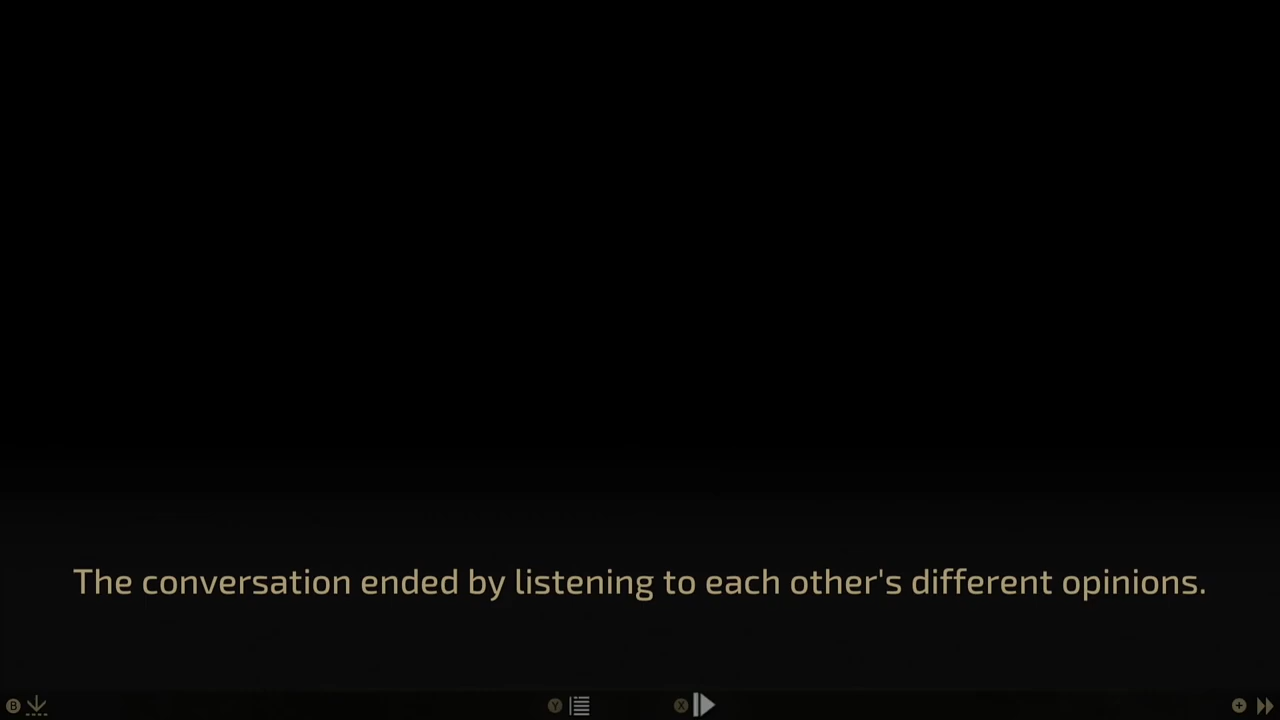 The conversation ended by listening to each other's different opinions.
B Y X +